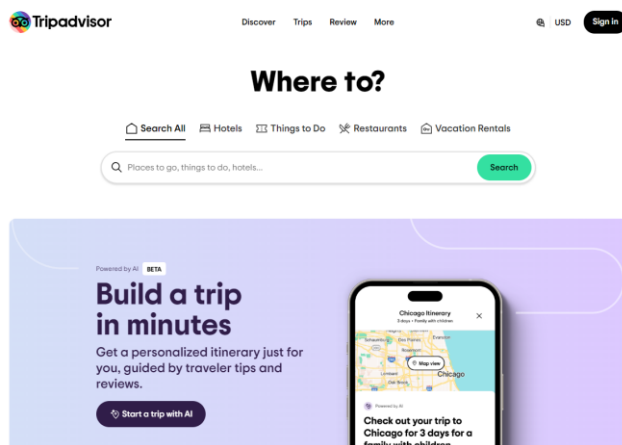 Tripadvisor
Discover Trips Review More
USD
Sign in
Where to?
Search All Hotels Things to Do Restaurants Vacation Rentals
Places to go, things to do, hotels...
Search
Powered by AI BETA
Build a trip
in minutes
Get a personalized itinerary just for
you, guided by traveler tips and
reviews.
Start a trip with AI
Chicago Itinerary
3 days • Family with children
Evanston
Map view
Chicago
Powered by AI
Check out your trip to
Chicago for 3 days for a
family with children